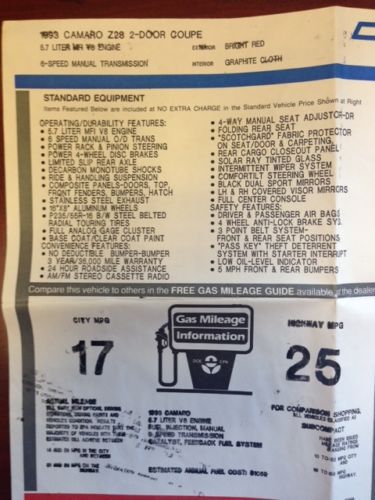 1993 CAMARO Z28 2-DOOR COUPE
5.7 LITER MFI V8 ENGINE
EXTERIOR BRIGHT RED
6-SPEED MANUAL TRANSMISSION
INTERIOR GRAPHITE CLOTH
STANDARD EQUIPMENT
Items Featured Below are included at NO EXTRA CHARGE in the Standard Vehicle Price Shown at Right
OPERATING/DURABILITY FEATURES:
• 5.7 LITER MFI V8 ENGINE
• 6 SPEED MANUAL O/D TRANS
• POWER RACK & PINION STEERING
• POWER 4-WHEEL DISC BRAKES
• LIMITED SLIP REAR AXLE
• DECARBON MONOTUBE SHOCKS
• RIDE & HANDLING SUSPENSION
• COMPOSITE PANELS-DOORS, TOP,
FRONT FENDERS, BUMPERS, HATCH
• STAINLESS STEEL EXHAUST
• 16"X8" ALUMINUM WHEELS
• P235/55R-16 B/W STEEL BELTED
RADIAL TOURING TIRES
• FULL ANALOG GAGE CLUSTER
• BASE COAT/CLEAR COAT PAINT
CONVENIENCE FEATURES:
• NO DEDUCTIBLE BUMPER-BUMPER
3 YEAR/36,000 MILE WARRANTY
• 24 HOUR ROADSIDE ASSISTANCE
• AM/FM STEREO CASSETTE RADIO
• 4-WAY MANUAL SEAT ADJUSTOR-DR
• FOLDING REAR SEAT
• "SCOTCHGARD" FABRIC PROTECTOR
ON SEAT/DOOR & CARPETING
• REAR CARGO CLOSEOUT PANEL
• SOLAR RAY TINTED GLASS
• INTERMITTENT WIPER SYSTEM
• COMFORTILT STEERING WHEEL
• BLACK DUAL SPORT MIRRORS
• LH & RH COVERED VISOR MIRRORS
• FULL CENTER CONSOLE
SAFETY FEATURES:
• DRIVER & PASSENGER AIR BAGS
• 4 WHEEL ANTI-LOCK BRAKE SYS.
• 3 POINT BELT SYSTEM-
FRONT & REAR SEAT POSITIONS
• "PASS KEY" THEFT DETERRENT
SYSTEM WITH STARTER INTERRUPT
• LOW OIL-LEVEL INDICATOR
• 5 MPH FRONT & REAR BUMPERS
Compare this vehicle to others in the FREE GAS MILEAGE GUIDE available at the dealer
CITY MPG
17
Gas Mileage
Information
DOE EPA
HIGHWAY MPG
25
ACTUAL MILEAGE
1993 CAMARO
5.7 LITER V8 ENGINE
FUEL INJECTION, MANUAL
6 SPEED TRANSMISSION
CATALYST, FEEDBACK FUEL SYSTEM
ESTIMATED ANNUAL FUEL COST:
FOR COMPARISON SHOPPING,
SUBCOMPACT